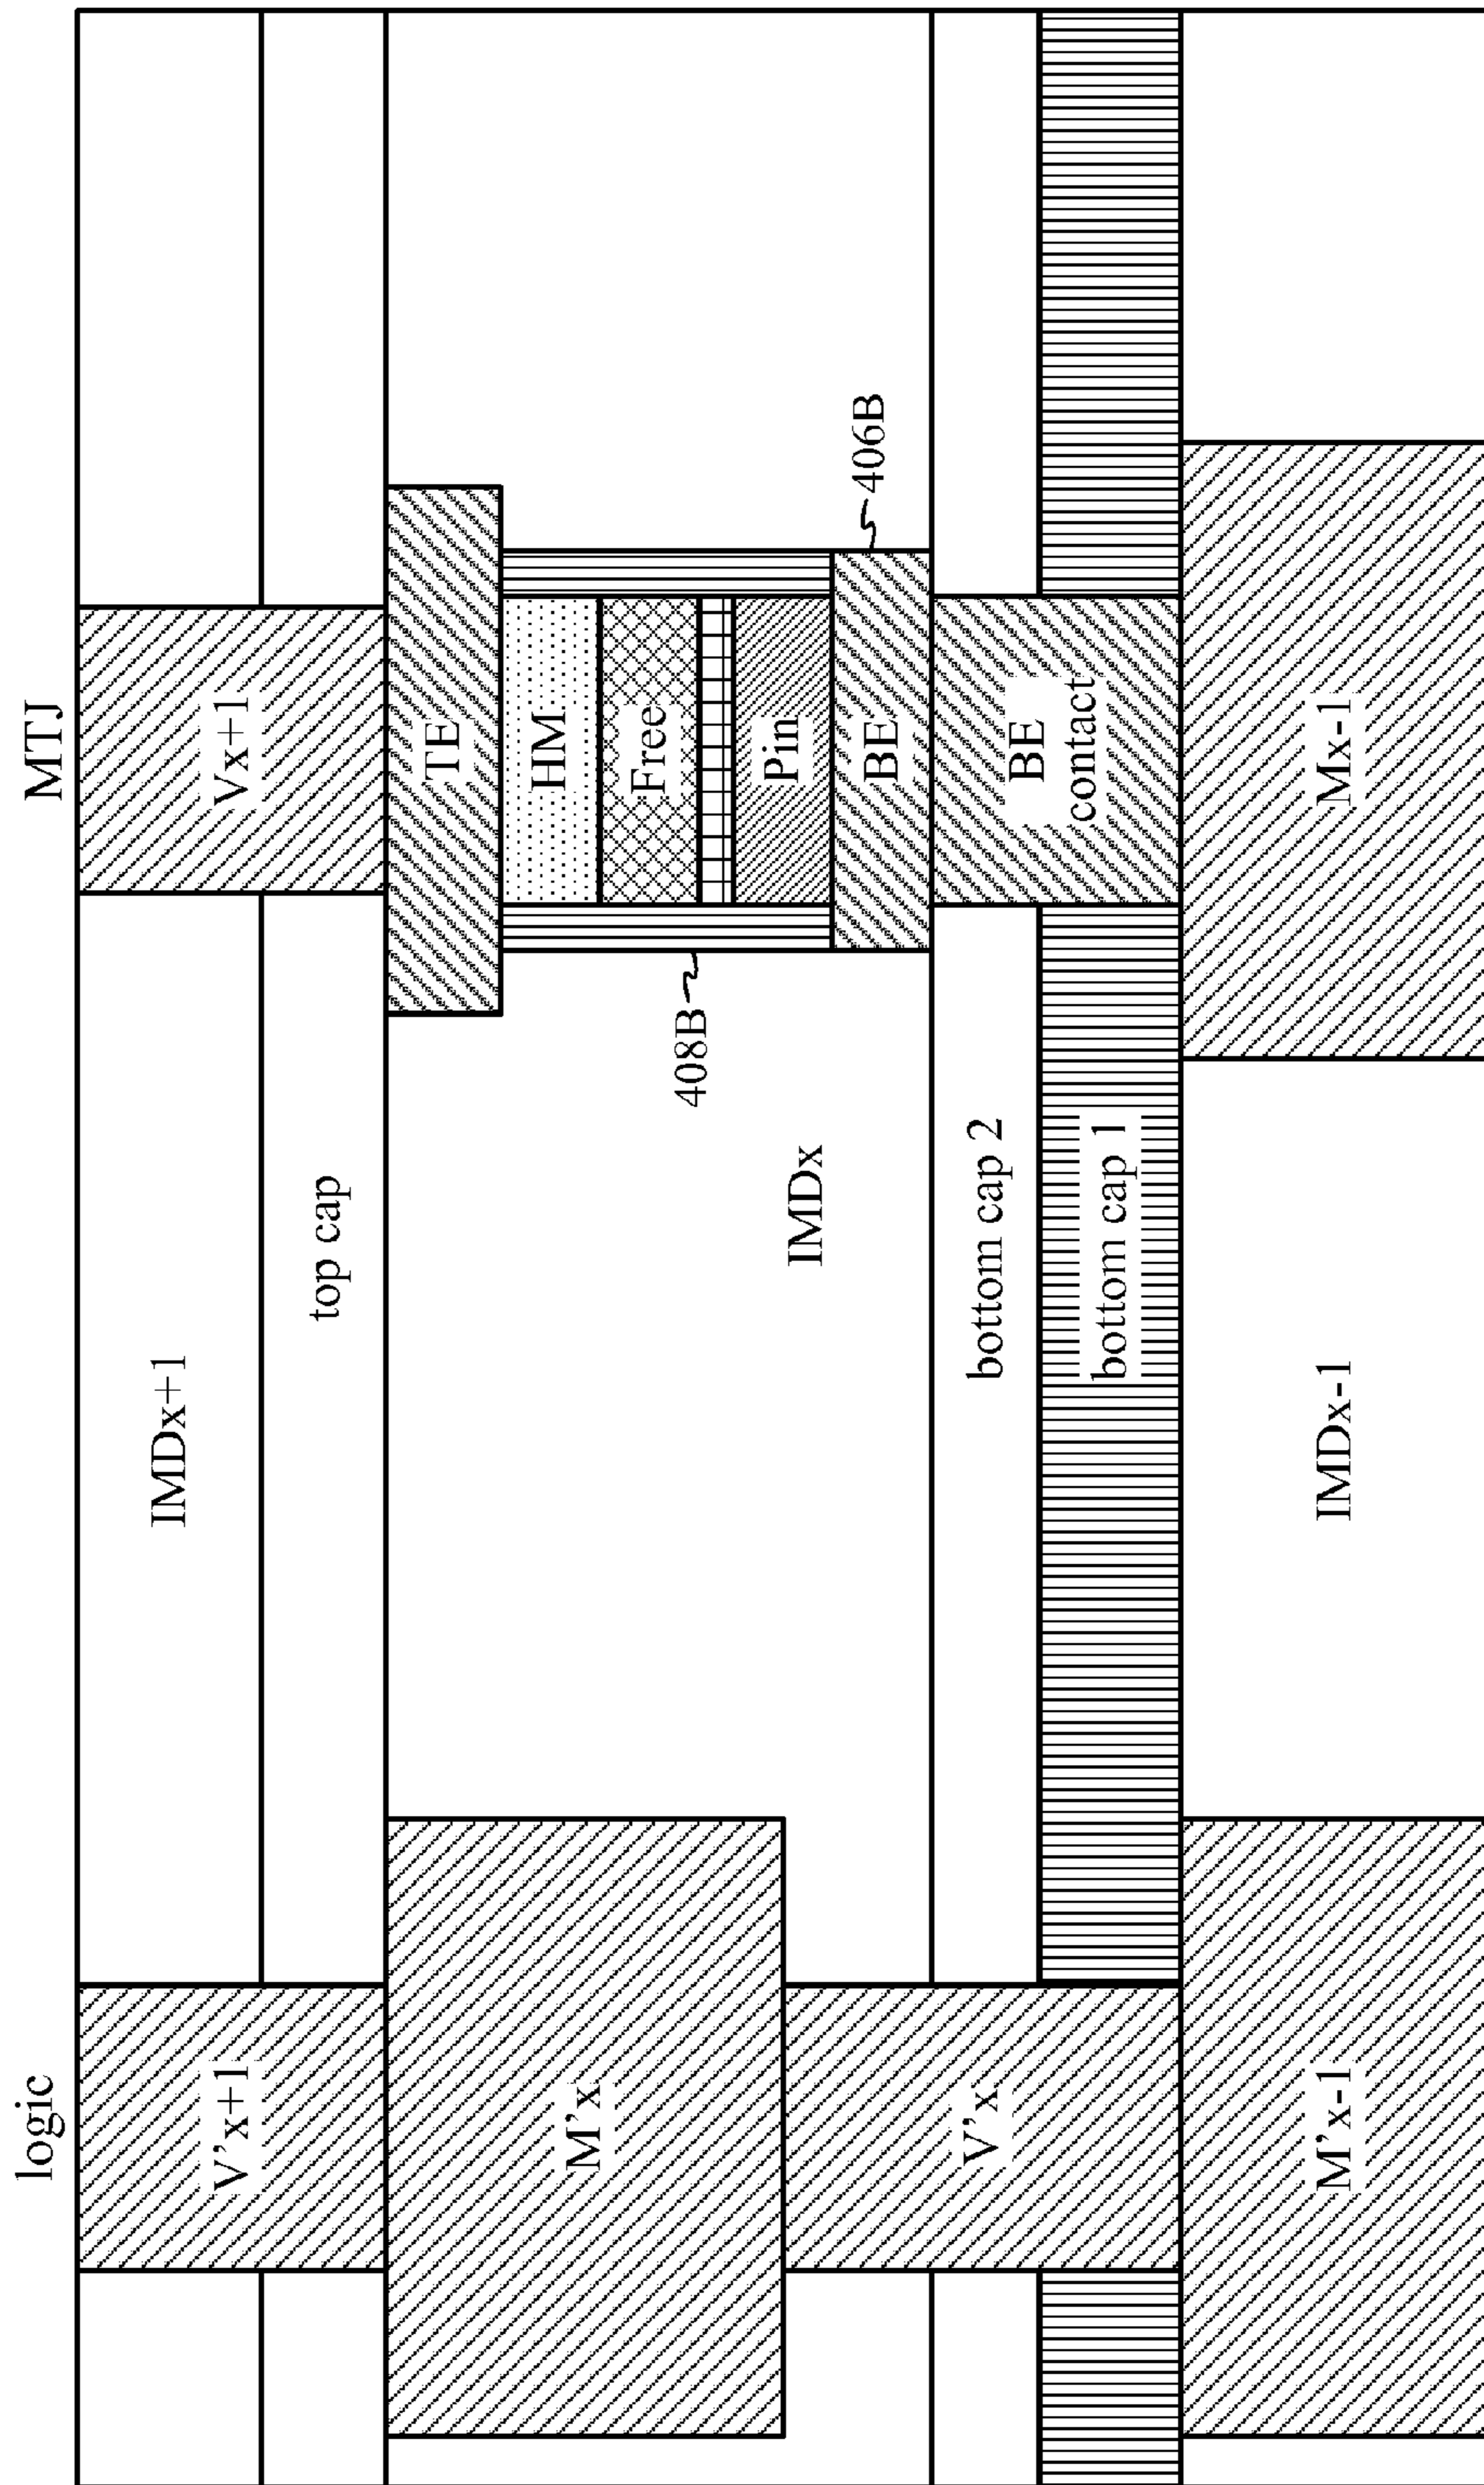 logic
MTJ
V'x+1
IMDx+1
Vx+1
top cap
TE
M'x
HM
Free
408B
Pin
IMDx
BE
406B
V'x
bottom cap 2
BE
contact
bottom cap 1
M'x-1
IMDx-1
Mx-1